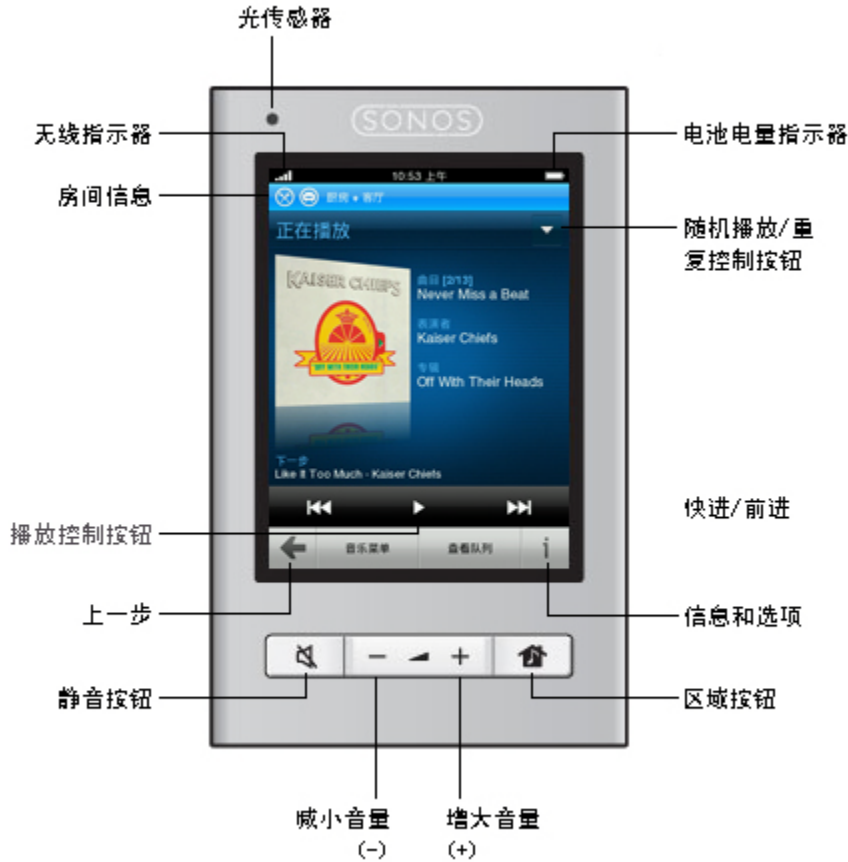 光传感器
SONOS
无线指示器
电池电量指示器
10:53 上午
房间信息
厨房 + 客厅
正在播放
随机播放/重
复控制按钮
KAISER CHIEFS
曲目 [2/13]
Never Miss a Beat
表演者
Kaiser Chiefs
专辑
Off With Their Heads
OFF WITH THEIR HEADS
下一步
Like It Too Much - Kaiser Chiefs
快进/前进
播放控制按钮
音乐菜单
查看队列
i
上一步
信息和选项
静音按钮
区域按钮
减小音量
(-)
增大音量
(+)